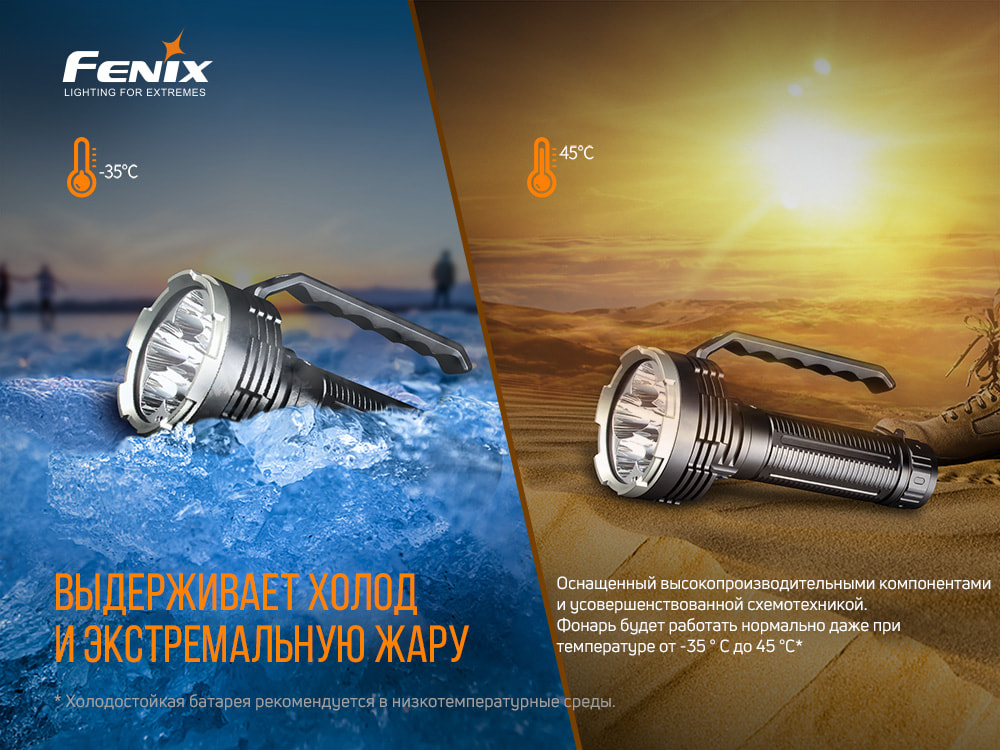 FENIX
LIGHTING FOR EXTREMES
-35°C
45°C
ВЫДЕРЖИВАЕТ ХОЛОД
И ЭКСТРЕМАЛЬНУЮ ЖАРУ
Оснащенный высокопроизводительными компонентами
и усовершенствованной схемотехникой.
Фонарь будет работать нормально даже при
температуре от -35 ° С до 45 °С*
* Холодостойкая батарея рекомендуется в низкотемпературные среды.